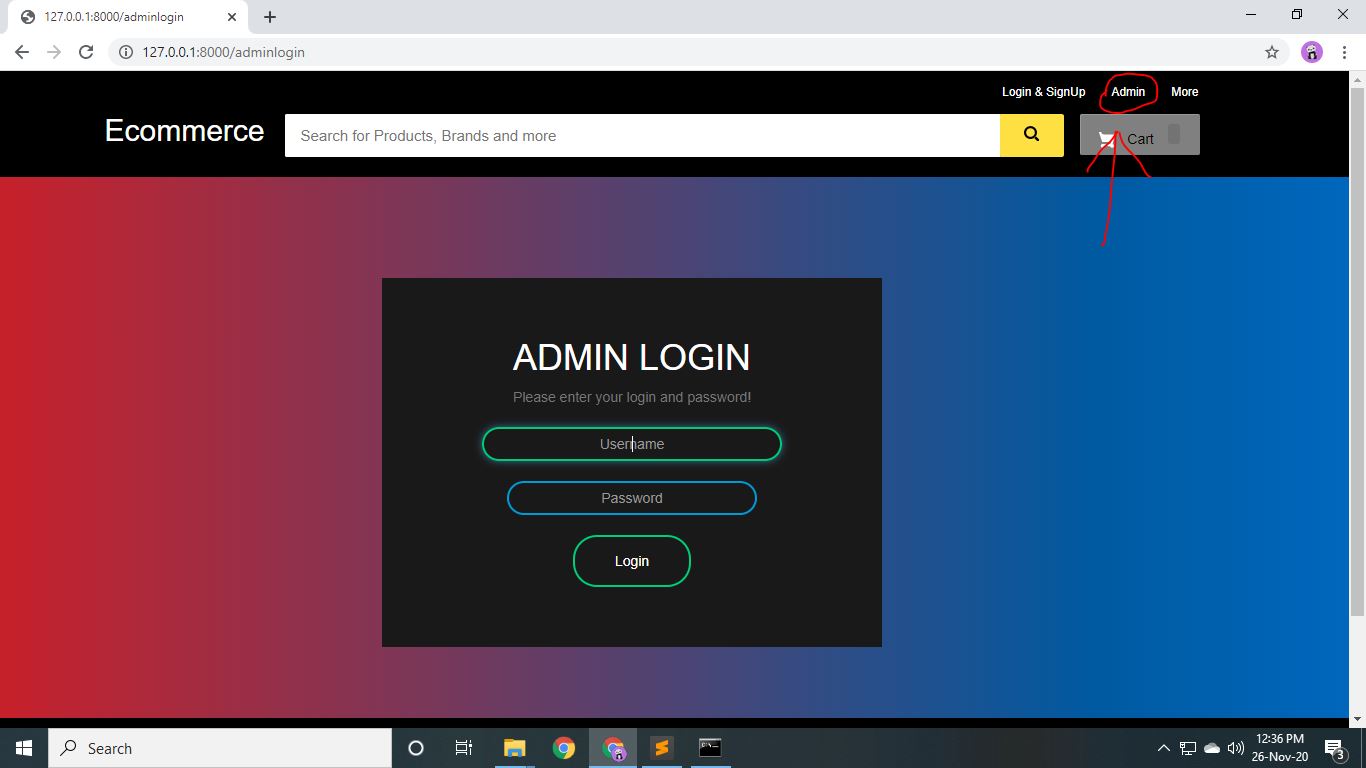 127.0.0.1:8000/adminlogin
127.0.0.1:8000/adminlogin
Login & SignUp Admin More
Ecommerce Search for Products, Brands and more Cart
ADMIN LOGIN
Please enter your login and password!
Username
Password
Login
Search
12:36 PM
26-Nov-20
3